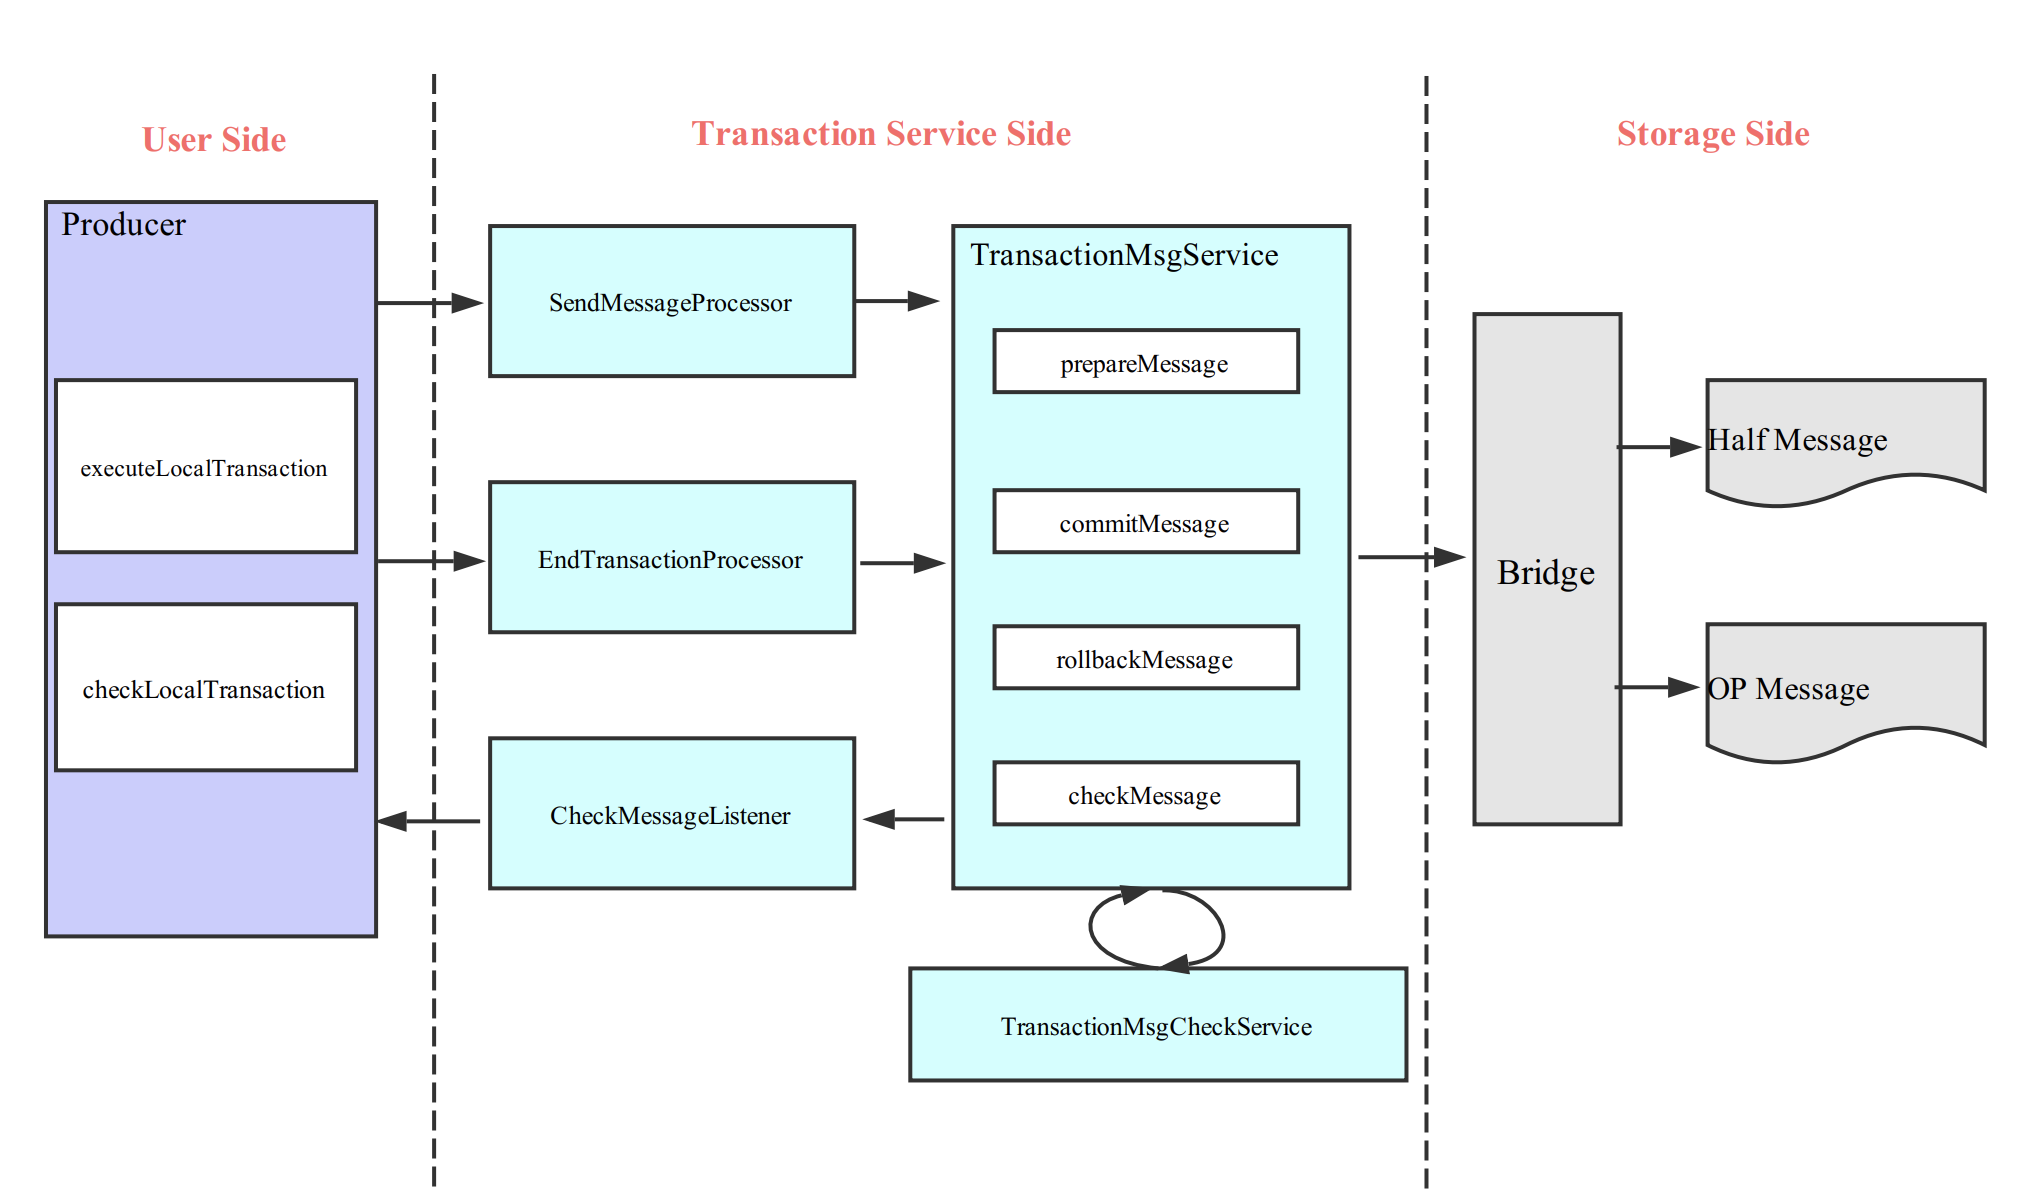 User Side
Transaction Service Side
Storage Side
Producer
executeLocalTransaction
checkLocalTransaction
SendMessageProcessor
EndTransactionProcessor
CheckMessageListener
TransactionMsgService
prepareMessage
commitMessage
rollbackMessage
checkMessage
TransactionMsgCheckService
Bridge
Half Message
OP Message